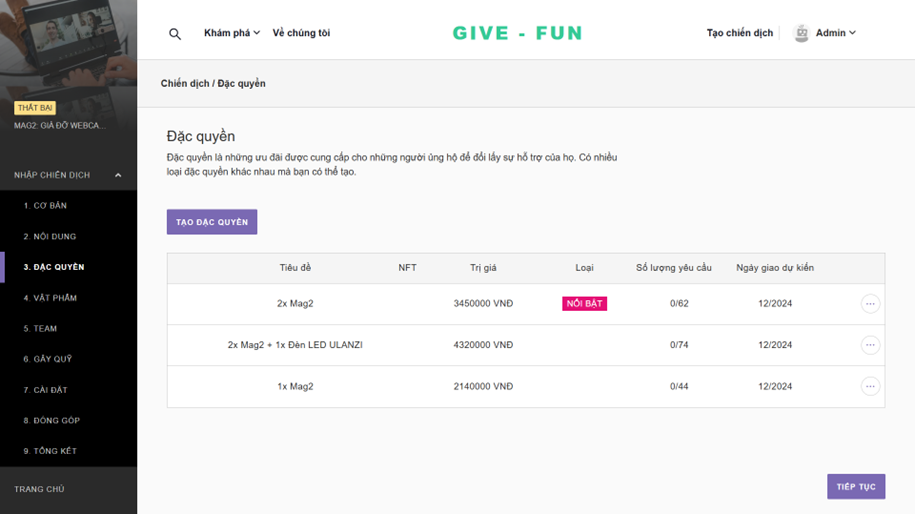 Khám phá
Về chúng tôi
GIVE - FUN
Tạo chiến dịch
Admin
THẤT BẠI
MAG2: GIÁ ĐỠ WEBCA...
NHẬP CHIẾN DỊCH
1. CƠ BẢN
2. NỘI DUNG
3. ĐẶC QUYỀN
4. VẬT PHẨM
5. TEAM
6. GÂY QUỸ
7. CÀI ĐẶT
8. ĐÓNG GÓP
9. TỔNG KẾT
TRANG CHỦ
Chiến dịch / Đặc quyền
Đặc quyền
Đặc quyền là những ưu đãi được cung cấp cho những người ủng hộ để đổi lấy sự hỗ trợ của họ. Có nhiều
loại đặc quyền khác nhau mà bạn có thể tạo.
TẠO ĐẶC QUYỀN
Tiêu đề NFT Trị giá Loại Số lượng yêu cầu Ngày giao dự kiến
2x Mag2 3450000 VNĐ NỔI BẬT 0/62 12/2024
2x Mag2 + 1x Đèn LED ULANZI 4320000 VNĐ 0/74 12/2024
1x Mag2 2140000 VNĐ 0/44 12/2024
TIẾP TỤC